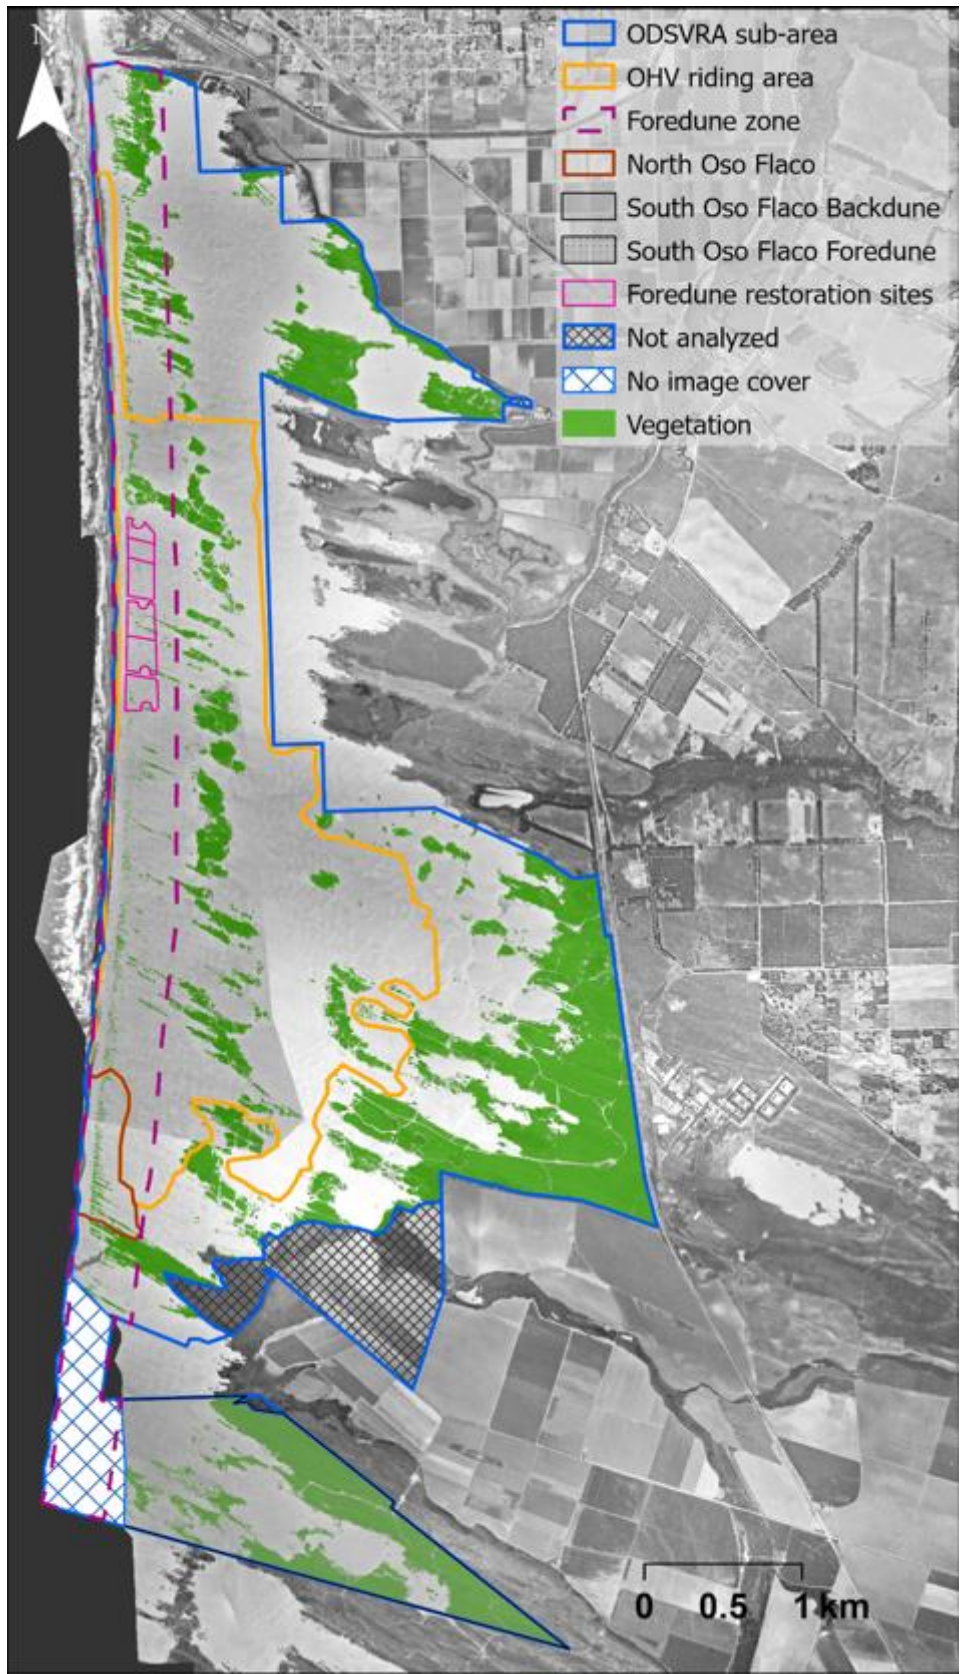 N
ODSVRA sub-area
OHV riding area
Foredune zone
North Oso Flaco
South Oso Flaco Backdune
South Oso Flaco Foredune
Foredune restoration sites
Not analyzed
No image cover
Vegetation
0 0.5 1 km